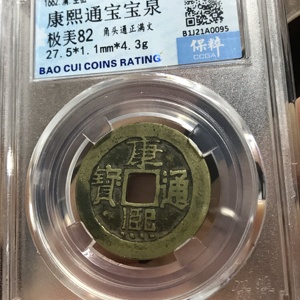 康熙通宝宝泉
极美82 角头通正满文
27.5*1.1mm*4.3g
BAO CUI COINS RATING
B1J21A0095
保粹
CCGA
康
寶 通
熙